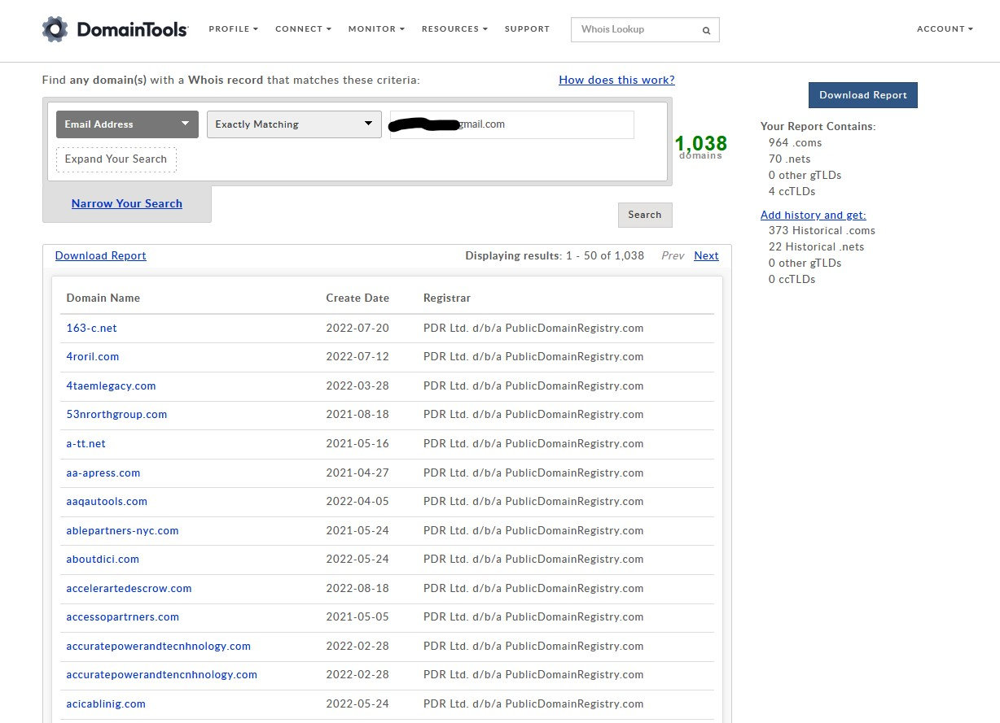 DomainTools PROFILE CONNECT MONITOR RESOURCES SUPPORT Whois Lookup ACCOUNT
Find any domain(s) with a Whois record that matches these criteria: How does this work?
Email Address Exactly Matching gmail.com
Expand Your Search
1,038
domains
Narrow Your Search
Search
Download Report
Your Report Contains:
964 .coms
70 .nets
0 other gTLDs
4 ccTLDs
Add history and get:
373 Historical .coms
22 Historical .nets
0 other gTLDs
0 ccTLDs
Download Report Displaying results: 1 - 50 of 1,038 Prev Next
Domain Name Create Date Registrar
163-c.net 2022-07-20 PDR Ltd. d/b/a PublicDomainRegistry.com
4roril.com 2022-07-12 PDR Ltd. d/b/a PublicDomainRegistry.com
4taemlegacy.com 2022-03-28 PDR Ltd. d/b/a PublicDomainRegistry.com
53nrorthgroup.com 2021-08-18 PDR Ltd. d/b/a PublicDomainRegistry.com
a-tt.net 2021-05-16 PDR Ltd. d/b/a PublicDomainRegistry.com
aa-apress.com 2021-04-27 PDR Ltd. d/b/a PublicDomainRegistry.com
aaqautools.com 2022-04-05 PDR Ltd. d/b/a PublicDomainRegistry.com
ablepartners-nyc.com 2021-05-24 PDR Ltd. d/b/a PublicDomainRegistry.com
aboutdici.com 2022-05-24 PDR Ltd. d/b/a PublicDomainRegistry.com
accelerartedescrow.com 2022-08-18 PDR Ltd. d/b/a PublicDomainRegistry.com
accessopartrners.com 2021-05-05 PDR Ltd. d/b/a PublicDomainRegistry.com
accuratepowerandtecnhnology.com 2022-02-28 PDR Ltd. d/b/a PublicDomainRegistry.com
accuratepowerandtencnhnology.com 2022-02-28 PDR Ltd. d/b/a PublicDomainRegistry.com
acicablinig.com 2022-05-24 PDR Ltd. d/b/a PublicDomainRegistry.com